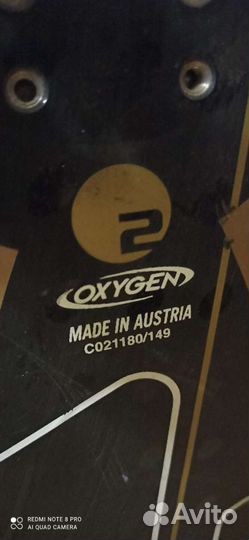 2
OXYGEN
MADE IN AUSTRIA
C021180/149
REDMI NOTE 8 PRO
AI QUAD CAMERA
Avito